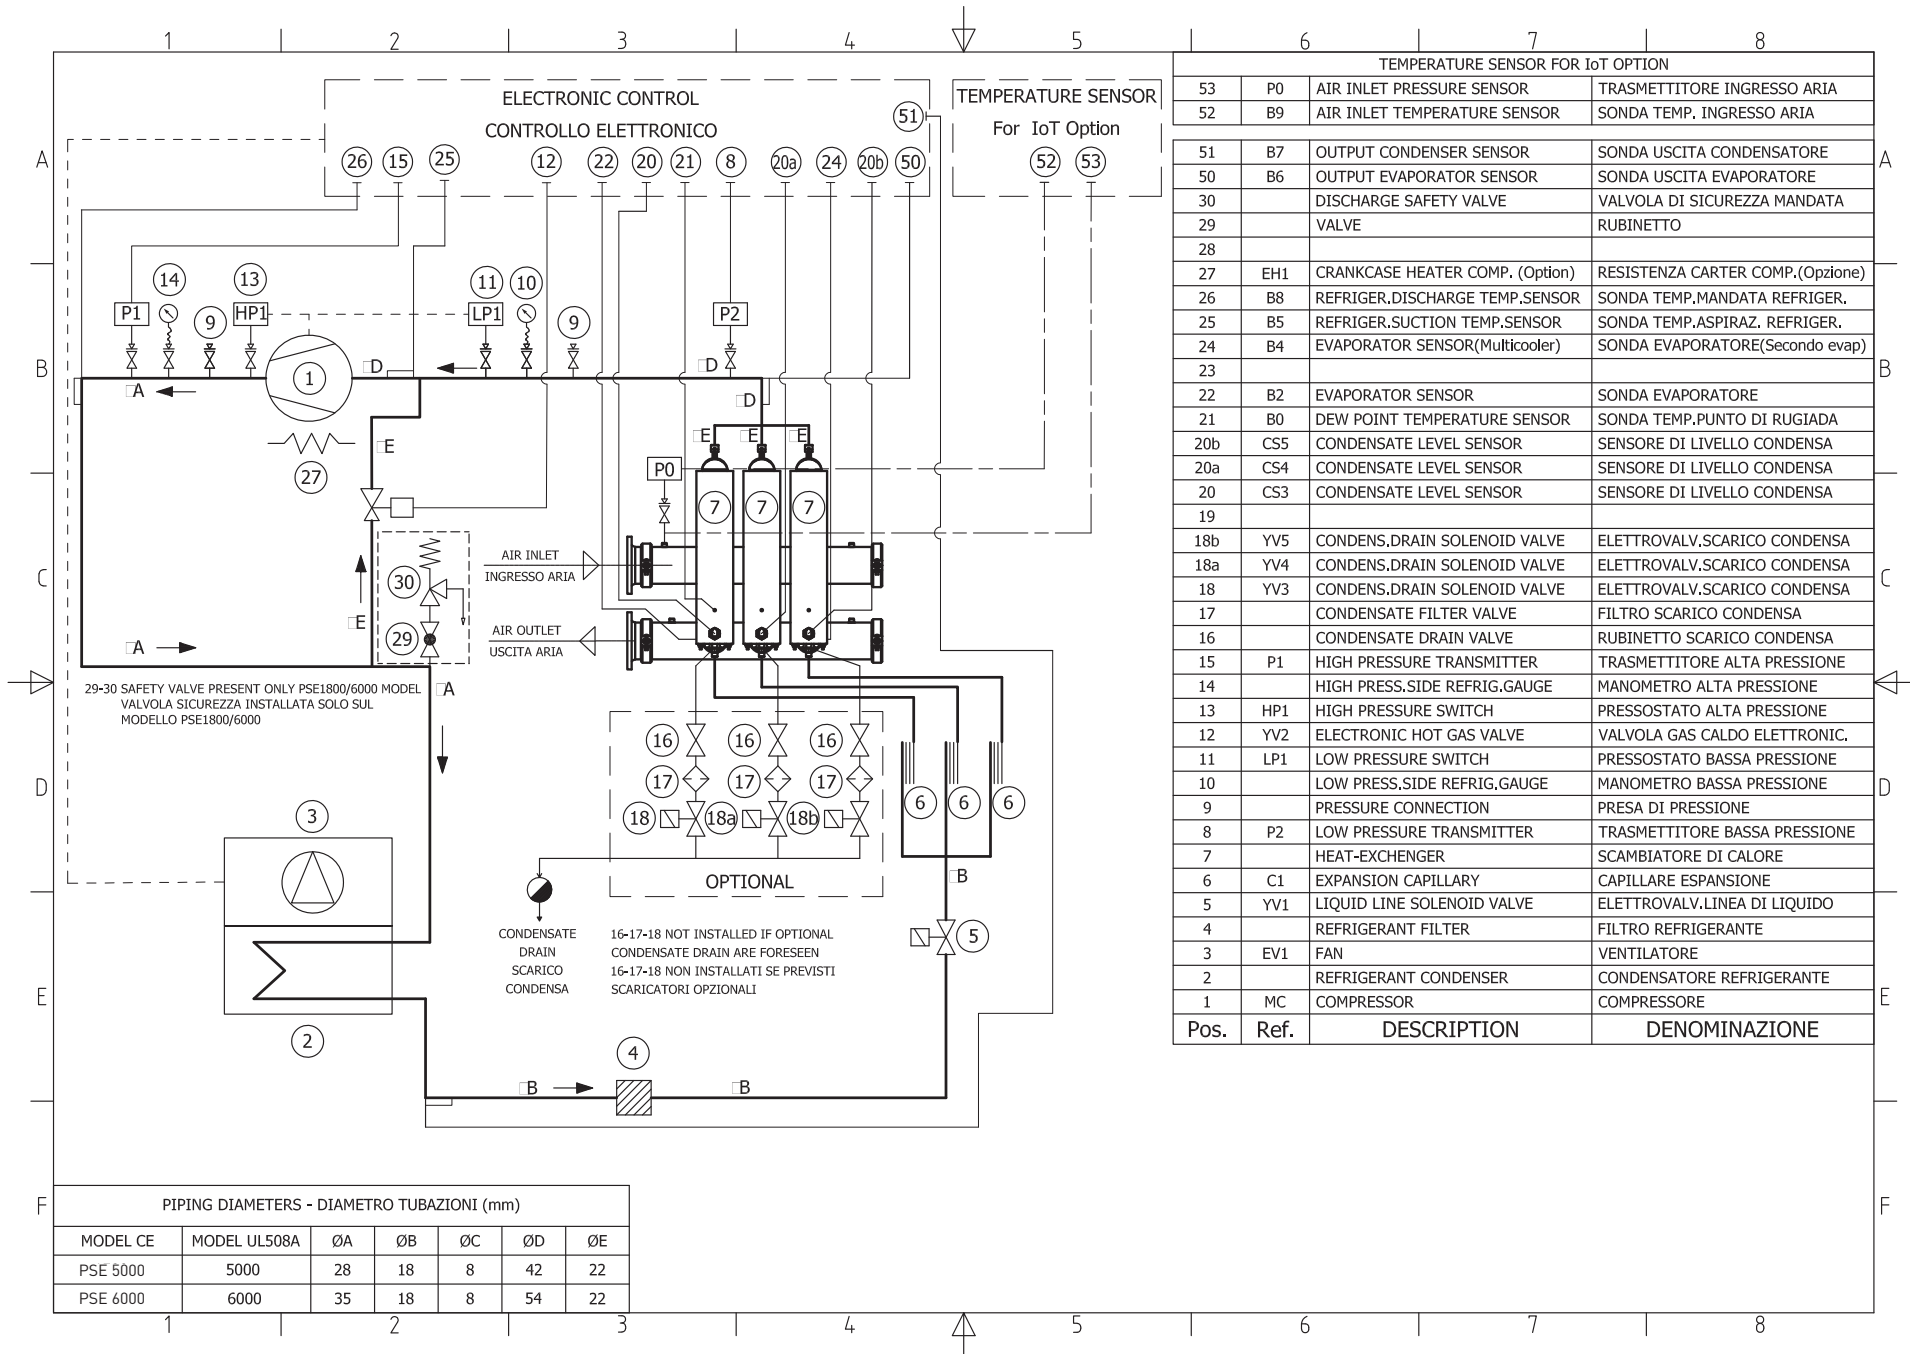 1 2 3 4 5 6 7 8
A
B
C
D
E
F
ELECTRONIC CONTROL
CONTROLLO ELETTRONICO
51
26 15 25 12 22 20 21 8 20a 24 20b 50
TEMPERATURE SENSOR
For IoT Option
52 53
14 13 11 10
P1 9 HP1 LP1 9 P2
1
□D □D
□A
□D
□E
□E □E □E
27
P0
7 7 7
AIR INLET
INGRESSO ARIA
30
□E
29
AIR OUTLET
USCITA ARIA
□A
29-30 SAFETY VALVE PRESENT ONLY PSE1800/6000 MODEL
VALVOLA SICUREZZA INSTALLATA SOLO SUL
MODELLO PSE1800/6000
□A
16 16 16
17 17 17
18 18a 18b
6 6 6
OPTIONAL
□B
3
CONDENSATE
DRAIN
SCARICO
CONDENSA
16-17-18 NOT INSTALLED IF OPTIONAL
CONDENSATE DRAIN ARE FORESEEN
16-17-18 NON INSTALLATI SE PREVISTI
SCARICATORI OPZIONALI
5
2
4
□B □B
TEMPERATURE SENSOR FOR IoT OPTION
53 P0 AIR INLET PRESSURE SENSOR TRASMETTITORE INGRESSO ARIA
52 B9 AIR INLET TEMPERATURE SENSOR SONDA TEMP. INGRESSO ARIA
51 B7 OUTPUT CONDENSER SENSOR SONDA USCITA CONDENSATORE
50 B6 OUTPUT EVAPORATOR SENSOR SONDA USCITA EVAPORATORE
30 DISCHARGE SAFETY VALVE VALVOLA DI SICUREZZA MANDATA
29 VALVE RUBINETTO
28
27 EH1 CRANKCASE HEATER COMP. (Option) RESISTENZA CARTER COMP.(Opzione)
26 B8 REFRIGER.DISCHARGE TEMP.SENSOR SONDA TEMP.MANDATA REFRIGER.
25 B5 REFRIGER.SUCTION TEMP.SENSOR SONDA TEMP.ASPIRAZ. REFRIGER.
24 B4 EVAPORATOR SENSOR(Multicooler) SONDA EVAPORATORE(Secondo evap)
23
22 B2 EVAPORATOR SENSOR SONDA EVAPORATORE
21 B0 DEW POINT TEMPERATURE SENSOR SONDA TEMP.PUNTO DI RUGIADA
20b CS5 CONDENSATE LEVEL SENSOR SENSORE DI LIVELLO CONDENSA
20a CS4 CONDENSATE LEVEL SENSOR SENSORE DI LIVELLO CONDENSA
20 CS3 CONDENSATE LEVEL SENSOR SENSORE DI LIVELLO CONDENSA
19
18b YV5 CONDENS.DRAIN SOLENOID VALVE ELETTROVALV.SCARICO CONDENSA
18a YV4 CONDENS.DRAIN SOLENOID VALVE ELETTROVALV.SCARICO CONDENSA
18 YV3 CONDENS.DRAIN SOLENOID VALVE ELETTROVALV.SCARICO CONDENSA
17 CONDENSATE FILTER VALVE FILTRO SCARICO CONDENSA
16 CONDENSATE DRAIN VALVE RUBINETTO SCARICO CONDENSA
15 P1 HIGH PRESSURE TRANSMITTER TRASMETTITORE ALTA PRESSIONE
14 HIGH PRESS.SIDE REFRIG.GAUGE MANOMETRO ALTA PRESSIONE
13 HP1 HIGH PRESSURE SWITCH PRESSOSTATO ALTA PRESSIONE
12 YV2 ELECTRONIC HOT GAS VALVE VALVOLA GAS CALDO ELETTRONIC.
11 LP1 LOW PRESSURE SWITCH PRESSOSTATO BASSA PRESSIONE
10 LOW PRESS.SIDE REFRIG.GAUGE MANOMETRO BASSA PRESSIONE
9 PRESSURE CONNECTION PRESA DI PRESSIONE
8 P2 LOW PRESSURE TRANSMITTER TRASMETTITORE BASSA PRESSIONE
7 HEAT-EXCHENGER SCAMBIATORE DI CALORE
6 C1 EXPANSION CAPILLARY CAPILLARE ESPANSIONE
5 YV1 LIQUID LINE SOLENOID VALVE ELETTROVALV.LINEA DI LIQUIDO
4 REFRIGERANT FILTER FILTRO REFRIGERANTE
3 EV1 FAN VENTILATORE
2 REFRIGERANT CONDENSER CONDENSATORE REFRIGERANTE
1 MC COMPRESSOR COMPRESSORE
Pos. Ref. DESCRIPTION DENOMINAZIONE
A
B
C
D
E
F
PIPING DIAMETERS - DIAMETRO TUBAZIONI (mm)
MODEL CE MODEL UL508A ØA ØB ØC ØD ØE
PSE 5000 5000 28 18 8 42 22
PSE 6000 6000 35 18 8 54 22
1 2 3 4 5 6 7 8